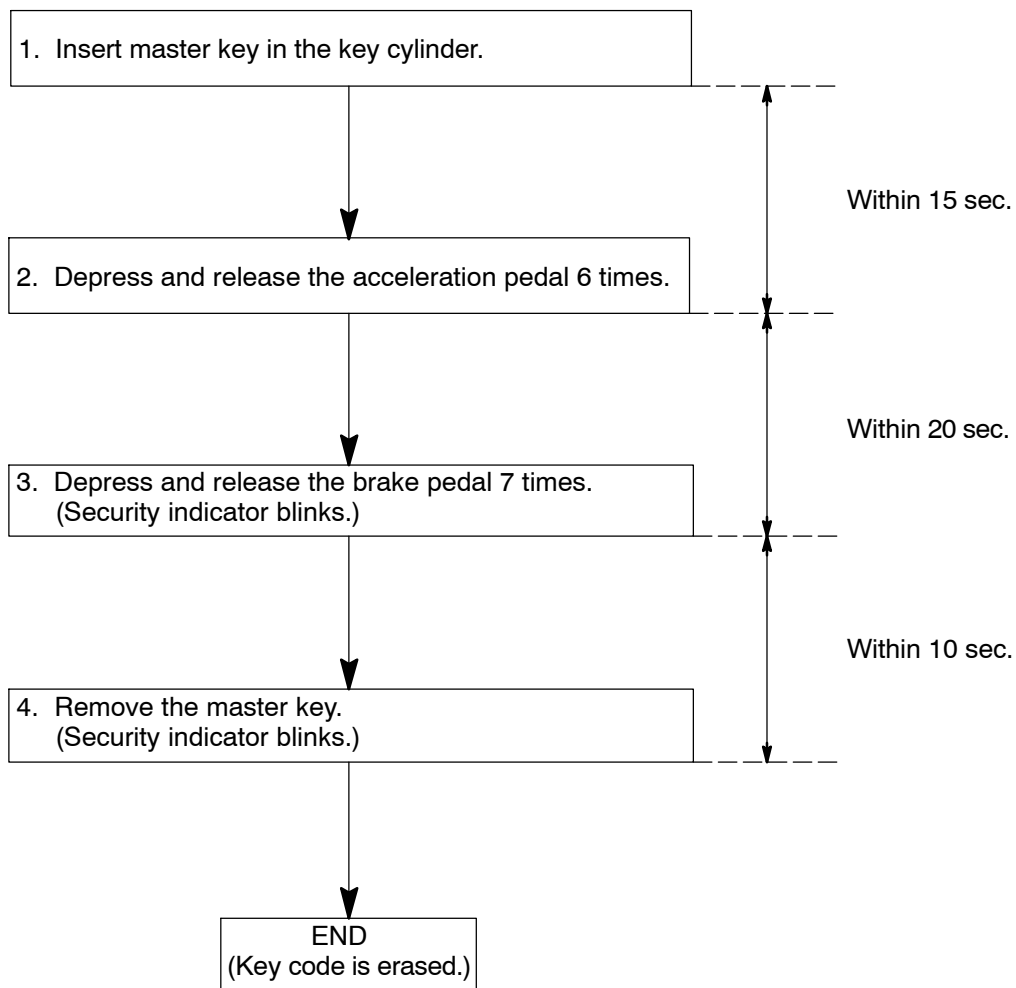 1. Insert master key in the key cylinder.
Within 15 sec.
2. Depress and release the acceleration pedal 6 times.
Within 20 sec.
3. Depress and release the brake pedal 7 times.
(Security indicator blinks.)
Within 10 sec.
4. Remove the master key.
(Security indicator blinks.)
END
(Key code is erased.)